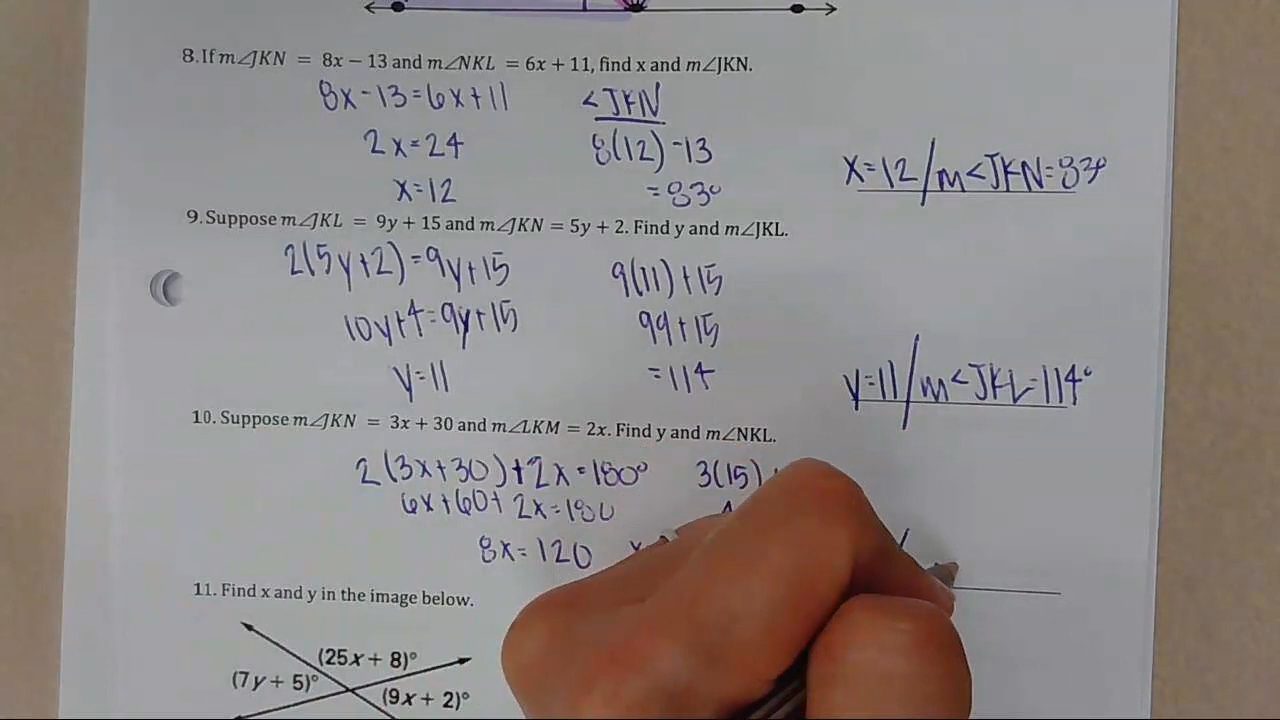 8. If m∠JKN = 8x − 13 and m∠NKL = 6x + 11, find x and m∠JKN.
8x-13=6x+11 <JKN
2x=24 8(12)-13
x=12 =83°
x=12/m<JKN=83°
9. Suppose m∠JKL = 9y + 15 and m∠JKN = 5y + 2. Find y and m∠JKL.
2(5y+2)=9y+15 9(11)+15
10y+4=9y+15 99+15
y=11 =114
y=11/m<JKL=114°
10. Suppose m∠JKN = 3x + 30 and m∠LKM = 2x. Find y and m∠NKL.
2(3x+30)+2x=180° 3(15)
6x+60+2x=180
8x=120 x
11. Find x and y in the image below.
(25x + 8)°
(7y + 5)°
(9x + 2)°